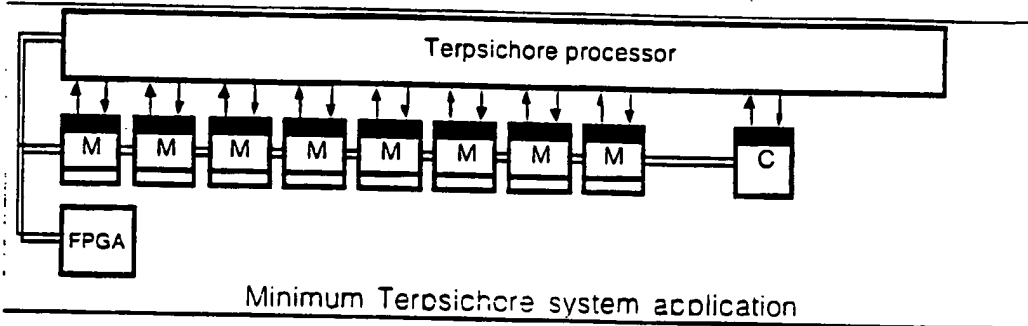 Terpsichore processor
M M M M M M M M C
FPGA
Minimum Terpsichore system application